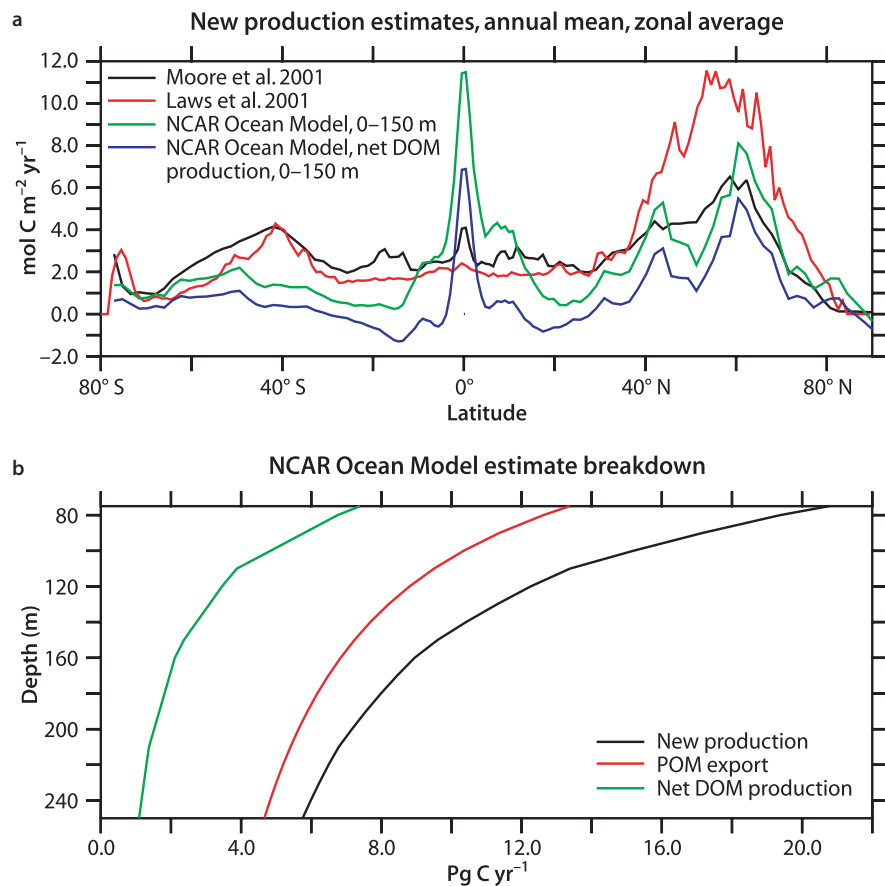 a
New production estimates, annual mean, zonal average
12.0
10.0
8.0
6.0
4.0
2.0
0.0
−2.0
mol C m⁻² yr⁻¹
Moore et al. 2001
Laws et al. 2001
NCAR Ocean Model, 0–150 m
NCAR Ocean Model, net DOM
production, 0–150 m
80° S
40° S
0°
40° N
80° N
Latitude
b
NCAR Ocean Model estimate breakdown
80
120
160
200
240
Depth (m)
New production
POM export
Net DOM production
0.0
4.0
8.0
12.0
16.0
20.0
Pg C yr⁻¹